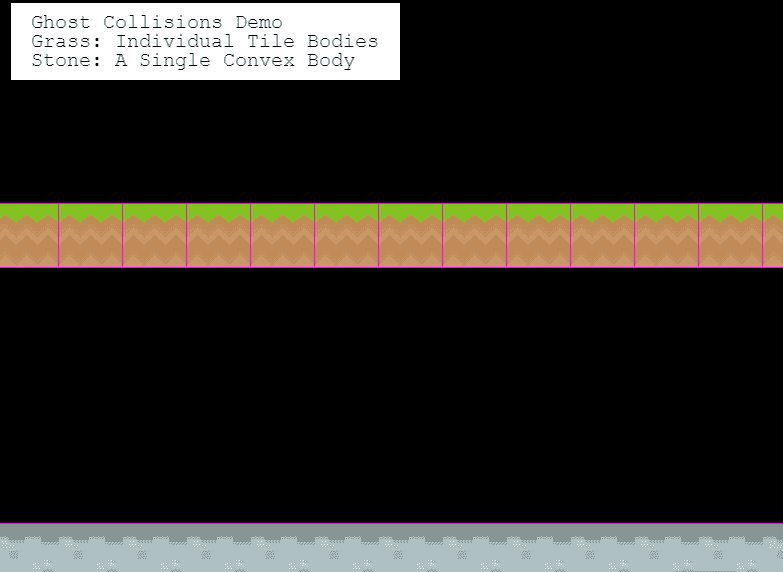 Ghost Collisions Demo
Grass: Individual Tile Bodies
Stone: A Single Convex Body